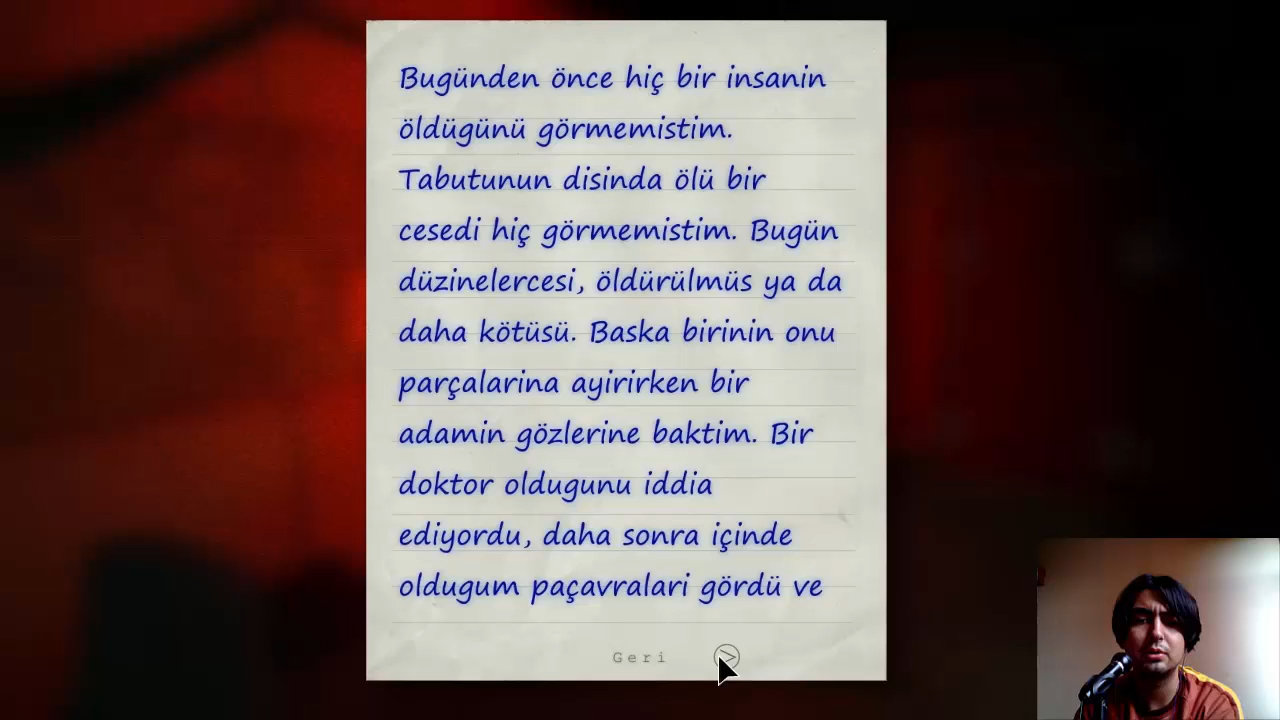 Bugünden önce hiç bir insanin
öldügünü görmemistim.
Tabutunun disinda ölü bir
cesedi hiç görmemistim. Bugün
düzinelercesi, öldürülmüs ya da
daha kötüsü. Baska birinin onu
parçalarina ayirirken bir
adamin gözlerine baktim. Bir
doktor oldugunu iddia
ediyordu, daha sonra içinde
oldugum paçavralari gördü ve
Geri >